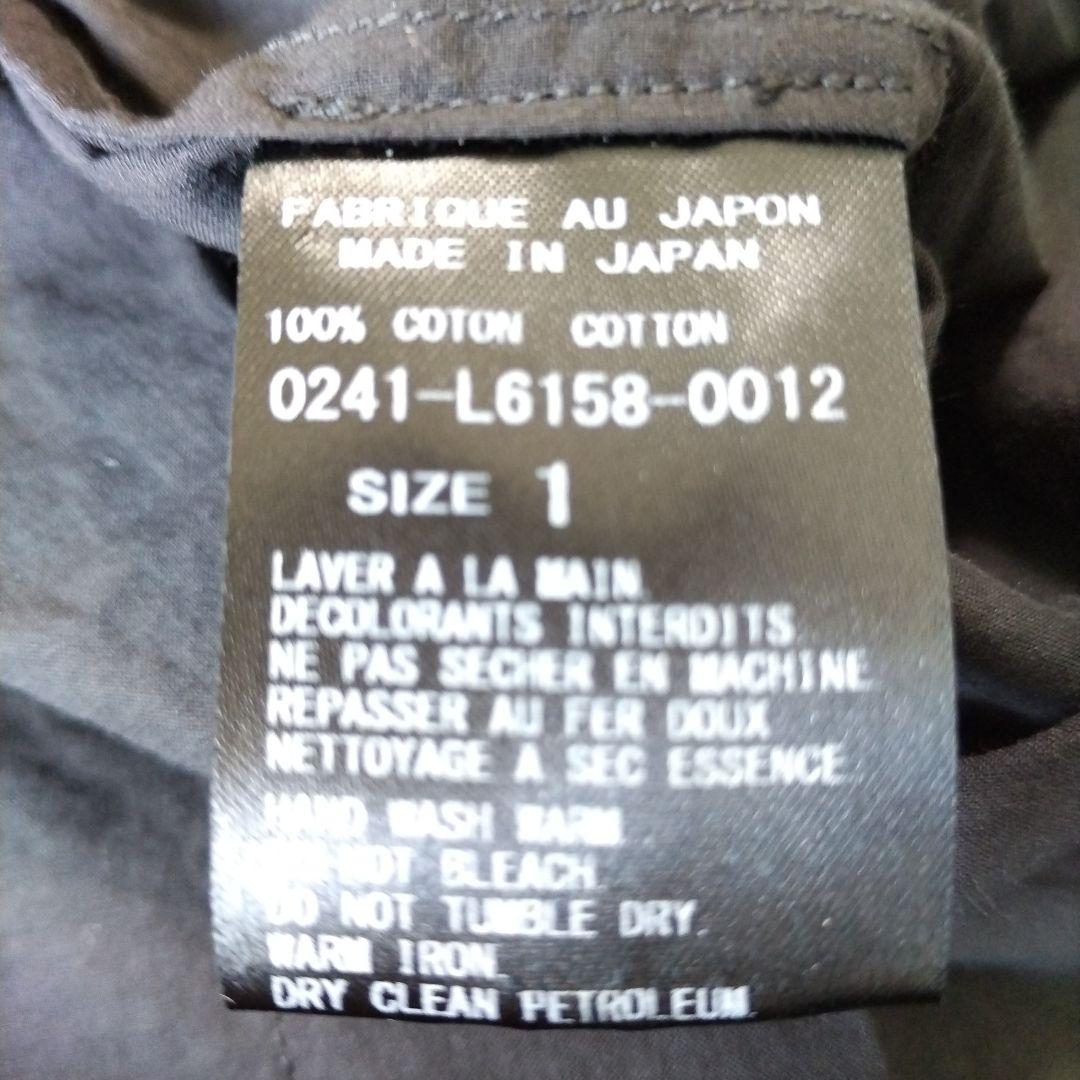 FABRIQUE AU JAPON
MADE IN JAPAN
100% COTON COTTON
0241-L6158-0012
SIZE 1
LAVER A LA MAIN.
DECOLORANTS INTERDITS.
NE PAS SECHER EN MACHINE.
REPASSER AU FER DOUX.
NETTOYAGE A SEC ESSENCE.
HAND WASH WARM.
DO NOT BLEACH.
DO NOT TUMBLE DRY.
WARM IRON.
DRY CLEAN PETROLEUM.